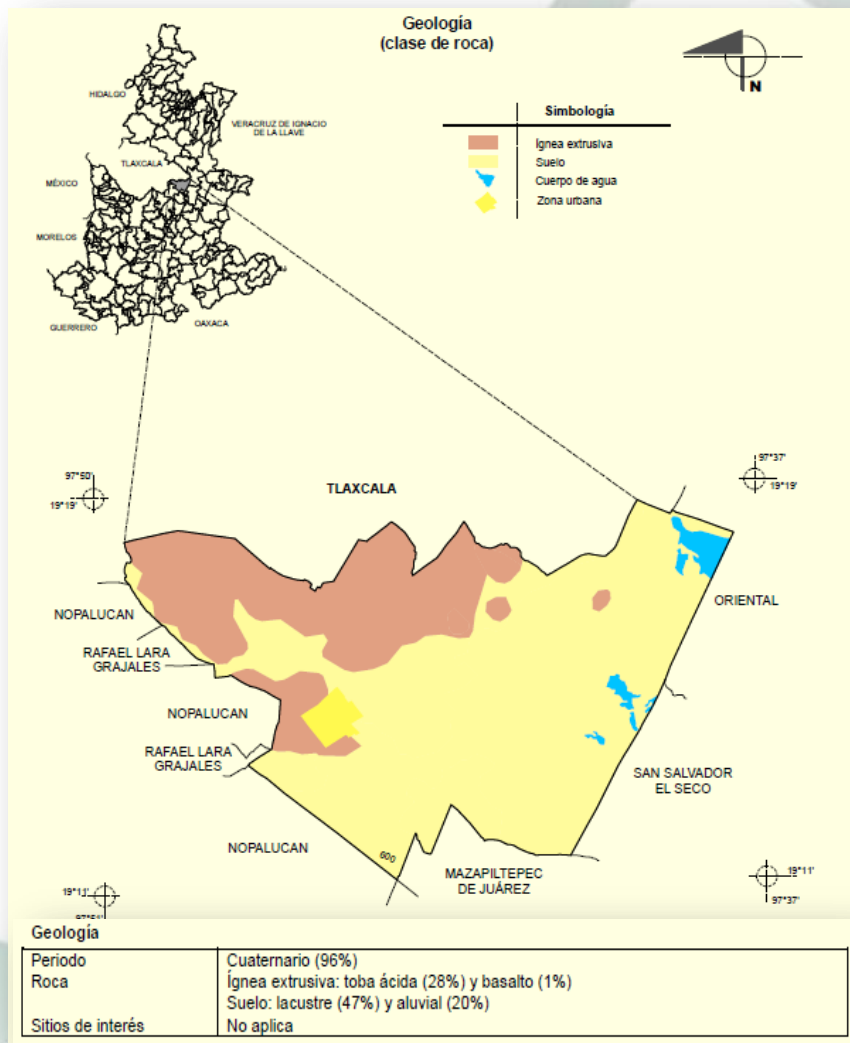 Geología
(clase de roca)
N
HIDALGO
VERACRUZ DE IGNACIO
DE LA LLAVE
TLAXCALA
MÉXICO
MORELOS
GUERRERO
OAXACA
Simbología
Ígnea extrusiva
Suelo
Cuerpo de agua
Zona urbana
97°50'
19°19'
TLAXCALA
97°37'
19°19'
NOPALUCAN
RAFAEL LARA
GRAJALES
NOPALUCAN
RAFAEL LARA
GRAJALES
NOPALUCAN
ORIENTAL
SAN SALVADOR
EL SECO
600
MAZAPILTEPEC
DE JUÁREZ
19°11'
97°51'
19°11'
97°37'
Geología
Periodo Cuaternario (96%)
Roca Ígnea extrusiva: toba ácida (28%) y basalto (1%)
Suelo: lacustre (47%) y aluvial (20%)
Sitios de interés No aplica